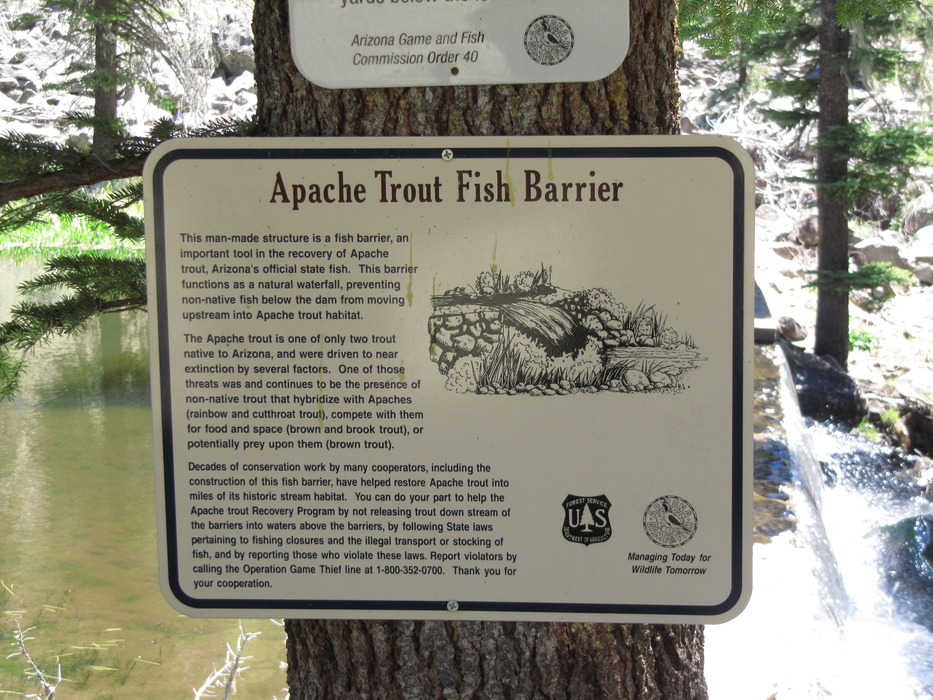 yards below the
Arizona Game and Fish
Commission Order 40
Apache Trout Fish Barrier
This man-made structure is a fish barrier, an
important tool in the recovery of Apache
trout, Arizona's official state fish. This barrier
functions as a natural waterfall, preventing
non-native fish below the dam from moving
upstream into Apache trout habitat.
The Apache trout is one of only two trout
native to Arizona, and were driven to near
extinction by several factors. One of those
threats was and continues to be the presence of
non-native trout that hybridize with Apaches
(rainbow and cutthroat trout), compete with them
for food and space (brown and brook trout), or
potentially prey upon them (brown trout).
Decades of conservation work by many cooperators, including the
construction of this fish barrier, have helped restore Apache trout into
miles of its historic stream habitat. You can do your part to help the
Apache trout Recovery Program by not releasing trout down stream of
the barriers into waters above the barriers, by following State laws
pertaining to fishing closures and the illegal transport or stocking of
fish, and by reporting those who violate these laws. Report violators by
calling the Operation Game Thief line at 1-800-352-0700. Thank you for
your cooperation.
FOREST SERVICE
U S
DEPARTMENT OF AGRICULTURE
Managing Today for
Wildlife Tomorrow